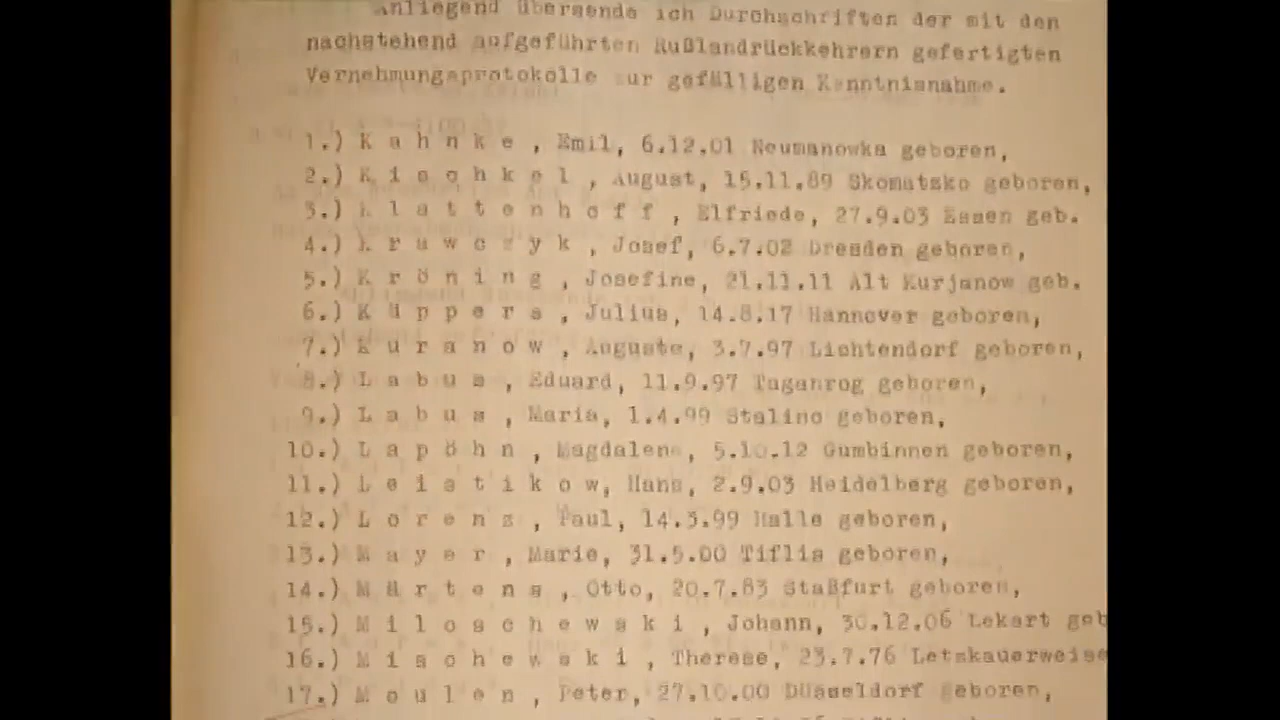 Anliegend übersende ich Durchschriften der mit den
nachstehend aufgeführten Rußlandrückkehrern gefertigten
Vernehmungsprotokolle zur gefälligen Kenntnisnahme.
1.) K a h n k e , Emil, 6.12.01 Neumanowka geboren,
2.) K i s c h k e l , August, 15.11.89 Skomatzko geboren,
3.) K l a t t e n h o f f , Elfriede, 27.9.03 Essen geb.
4.) K r a w c z y k , Josef, 6.7.02 Dresden geboren,
5.) K r ö n i n g , Josefine, 21.11.11 Alt Kurjanow geb.
6.) K ü p p e r s , Julius, 14.8.17 Hannover geboren,
7.) K u r a n o w , Auguste, 3.7.97 Lichtendorf geboren,
8.) L a b u s , Eduard, 11.9.97 Taganrog geboren,
9.) L a b u s , Maria, 1.4.99 Stalino geboren,
10.) L a p ö h n , Magdalene, 5.10.12 Gumbinnen geboren,
11.) L e i s t i k o w, Hans, 2.9.03 Heidelberg geboren,
12.) L o r e n z , Paul, 14.3.99 Halle geboren,
13.) M a y e r , Marie, 31.5.00 Tiflis geboren,
14.) M ä r t e n s , Otto, 20.7.83 Staßfurt geboren,
15.) M i l o s c h e w s k i , Johann, 30.12.06 Lekart geb
16.) M i s c h e w s k i , Therese, 23.7.76 Letskauerweise
17.) M o u l e n , Peter, 27.10.00 Düsseldorf geboren,